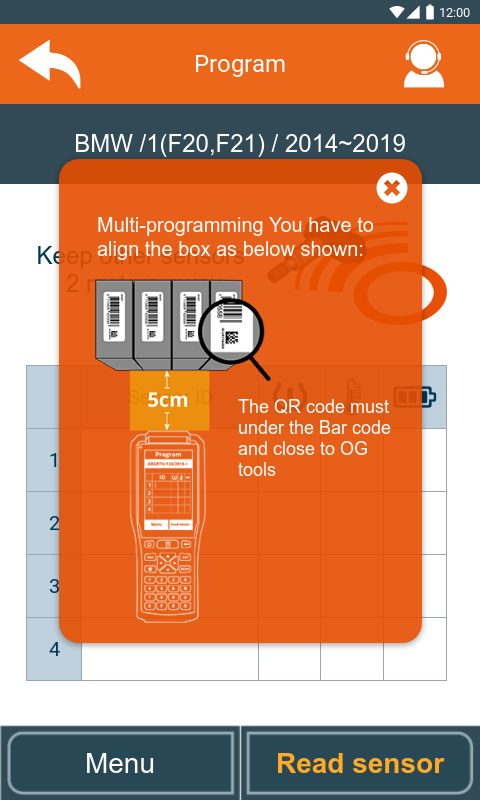 12:00
Program
BMW /1(F20,F21) / 2014~2019
Multi-programming You have to
align the box as below shown:
Keep other sensors
5cm
ID
The QR code must
under the Bar code
and close to OG
tools
Program
ID
Menu
Read sensor
1
2
3
4
Menu
Read sensor